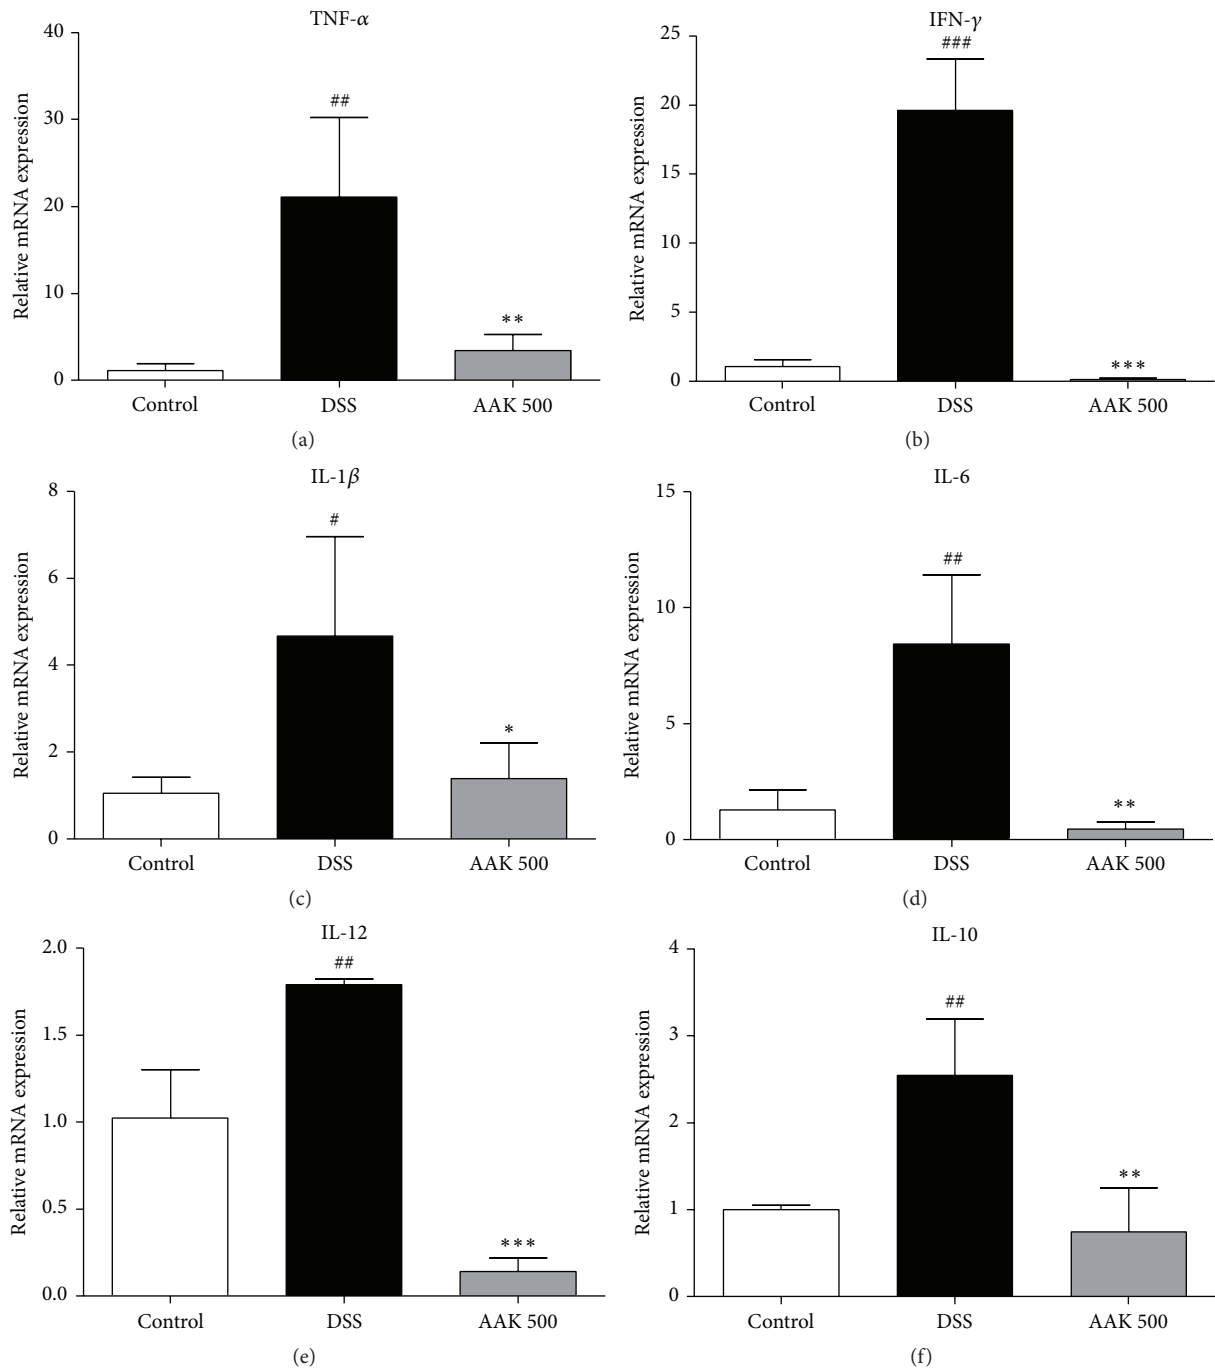 TNF-α
Relative mRNA expression
40
30
20
10
0
##
**
Control
DSS
AAK 500
(a)
IFN-γ
Relative mRNA expression
25
20
15
10
5
0
###
***
Control
DSS
AAK 500
(b)
IL-1β
Relative mRNA expression
8
6
4
2
0
#
*
Control
DSS
AAK 500
(c)
IL-6
Relative mRNA expression
15
10
5
0
##
**
Control
DSS
AAK 500
(d)
IL-12
Relative mRNA expression
2.0
1.5
1.0
0.5
0.0
##
***
Control
DSS
AAK 500
(e)
IL-10
Relative mRNA expression
4
3
2
1
0
##
**
Control
DSS
AAK 500
(f)